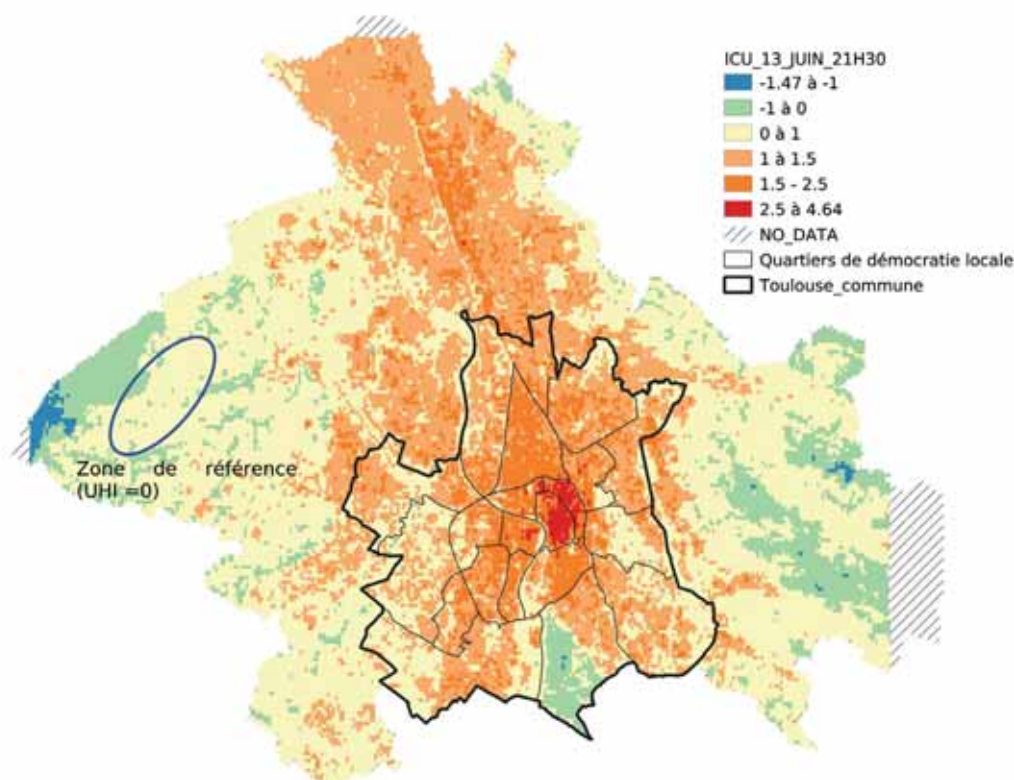 ICU_13_JUIN_21H30
-1.47 à -1
-1 à 0
0 à 1
1 à 1.5
1.5 - 2.5
2.5 à 4.64
NO_DATA
Quartiers de démocratie locale
Toulouse_commune
Zone de référence
(UHI =0)